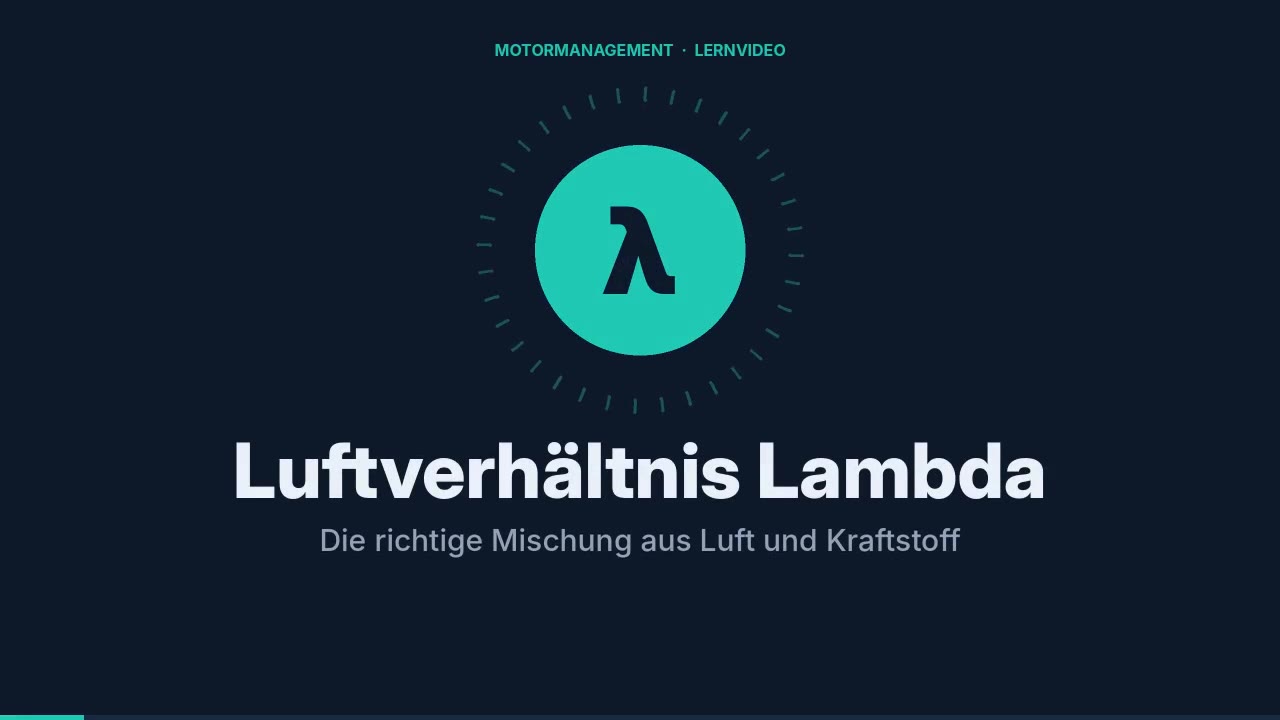 MOTORMANAGEMENT · LERNVIDEO
λ
Luftverhältnis Lambda
Die richtige Mischung aus Luft und Kraftstoff